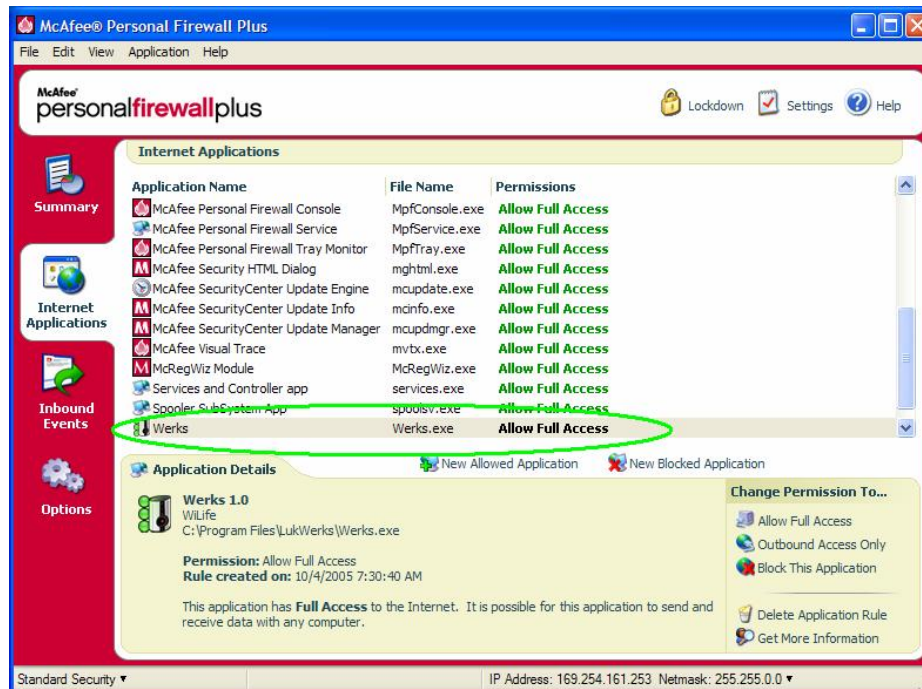 McAfee® Personal Firewall Plus
File Edit View Application Help
McAfee®
personalfirewallplus
Lockdown Settings Help
Summary
Internet Applications
Inbound Events
Options
Internet Applications
Application Name File Name Permissions
McAfee Personal Firewall Console MpfConsole.exe Allow Full Access
McAfee Personal Firewall Service MpfService.exe Allow Full Access
McAfee Personal Firewall Tray Monitor MpfTray.exe Allow Full Access
McAfee Security HTML Dialog mghtml.exe Allow Full Access
McAfee SecurityCenter Update Engine mcupdate.exe Allow Full Access
McAfee SecurityCenter Update Info mcinfo.exe Allow Full Access
McAfee SecurityCenter Update Manager mcupdmgr.exe Allow Full Access
McAfee Visual Trace mvtx.exe Allow Full Access
McRegWiz Module McRegWiz.exe Allow Full Access
Services and Controller app services.exe Allow Full Access
Spooler SubSystem App spoolsv.exe Allow Full Access
Werks Werks.exe Allow Full Access
Application Details New Allowed Application New Blocked Application
Werks 1.0
WiLife
C:\Program Files\LukWerks\Werks.exe
Permission: Allow Full Access
Rule created on: 10/4/2005 7:30:40 AM
This application has Full Access to the Internet. It is possible for this application to send and
receive data with any computer.
Change Permission To...
Allow Full Access
Outbound Access Only
Block This Application
Delete Application Rule
Get More Information
Standard Security IP Address: 169.254.161.253 Netmask: 255.255.0.0